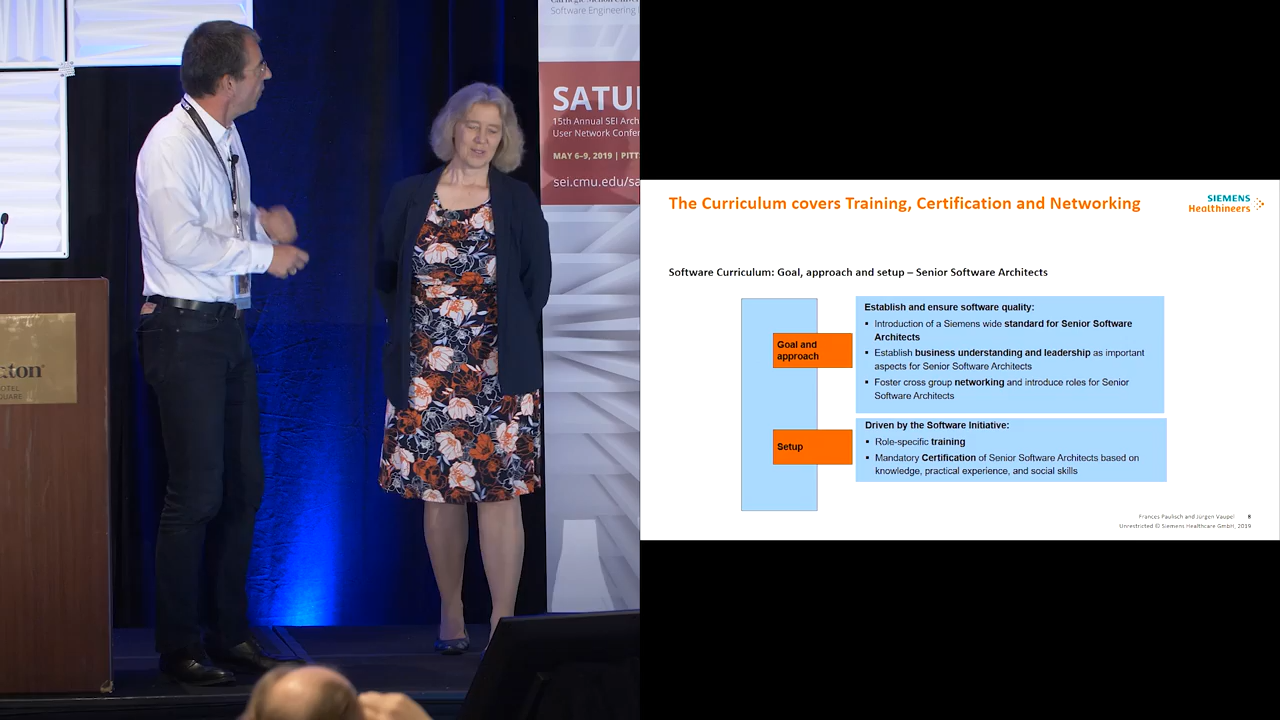 Software Engineering
SATU
15th Annual SEI Arch
User Network Confe
MAY 6–9, 2019 | PITT
sei.cmu.edu/sa
ton
OTEL
QUARE
The Curriculum covers Training, Certification and Networking
SIEMENS
Healthineers
Software Curriculum: Goal, approach and setup – Senior Software Architects
Goal and
approach
Establish and ensure software quality:
▪ Introduction of a Siemens wide standard for Senior Software
Architects
▪ Establish business understanding and leadership as important
aspects for Senior Software Architects
▪ Foster cross group networking and introduce roles for Senior
Software Architects
Setup
Driven by the Software Initiative:
▪ Role-specific training
▪ Mandatory Certification of Senior Software Architects based on
knowledge, practical experience, and social skills
Frances Paulisch and Jürgen Vaupel 8
Unrestricted © Siemens Healthcare GmbH, 2019